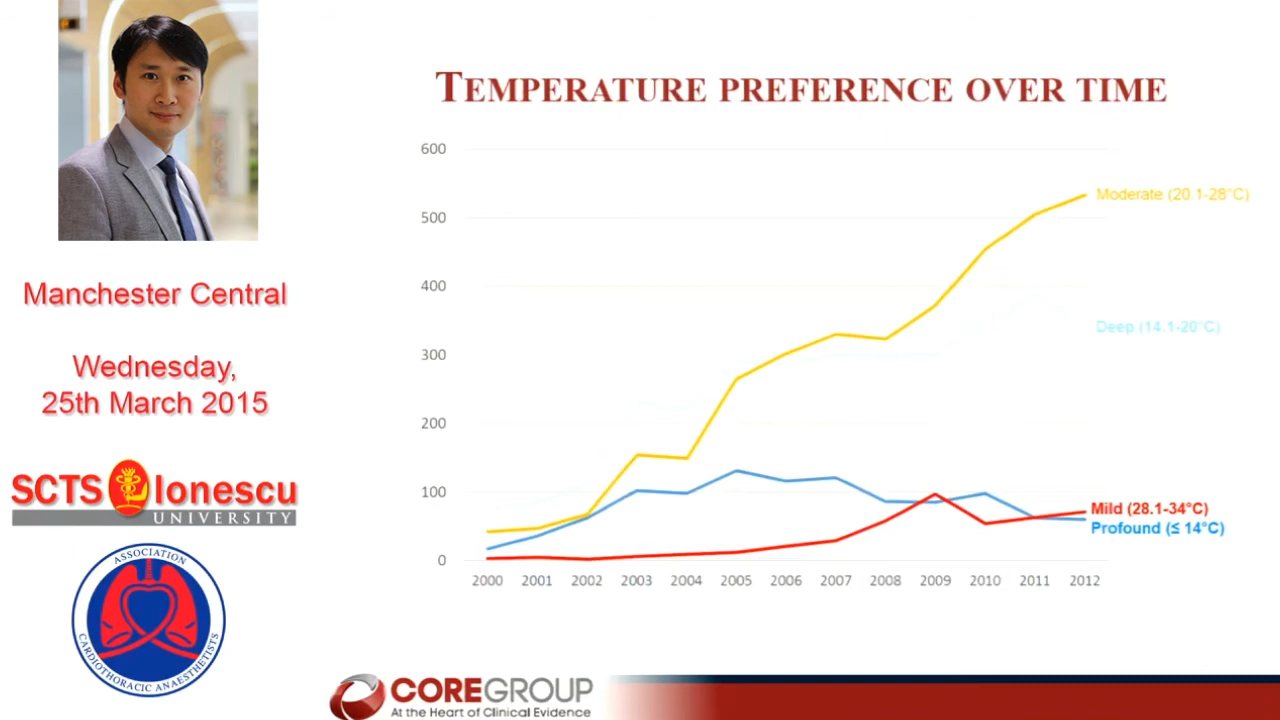 TEMPERATURE PREFERENCE OVER TIME
600
500
400
300
200
100
0
2000 2001 2002 2003 2004 2005 2006 2007 2008 2009 2010 2011 2012
Moderate (20.1-28°C)
Deep (14.1-20°C)
Mild (28.1-34°C)
Profound (≤ 14°C)
Manchester Central
Wednesday,
25th March 2015
SCTS Ionescu
UNIVERSITY
ASSOCIATION
CARDIOTHORACIC ANAESTHETISTS
COREGROUP
At the Heart of Clinical Evidence